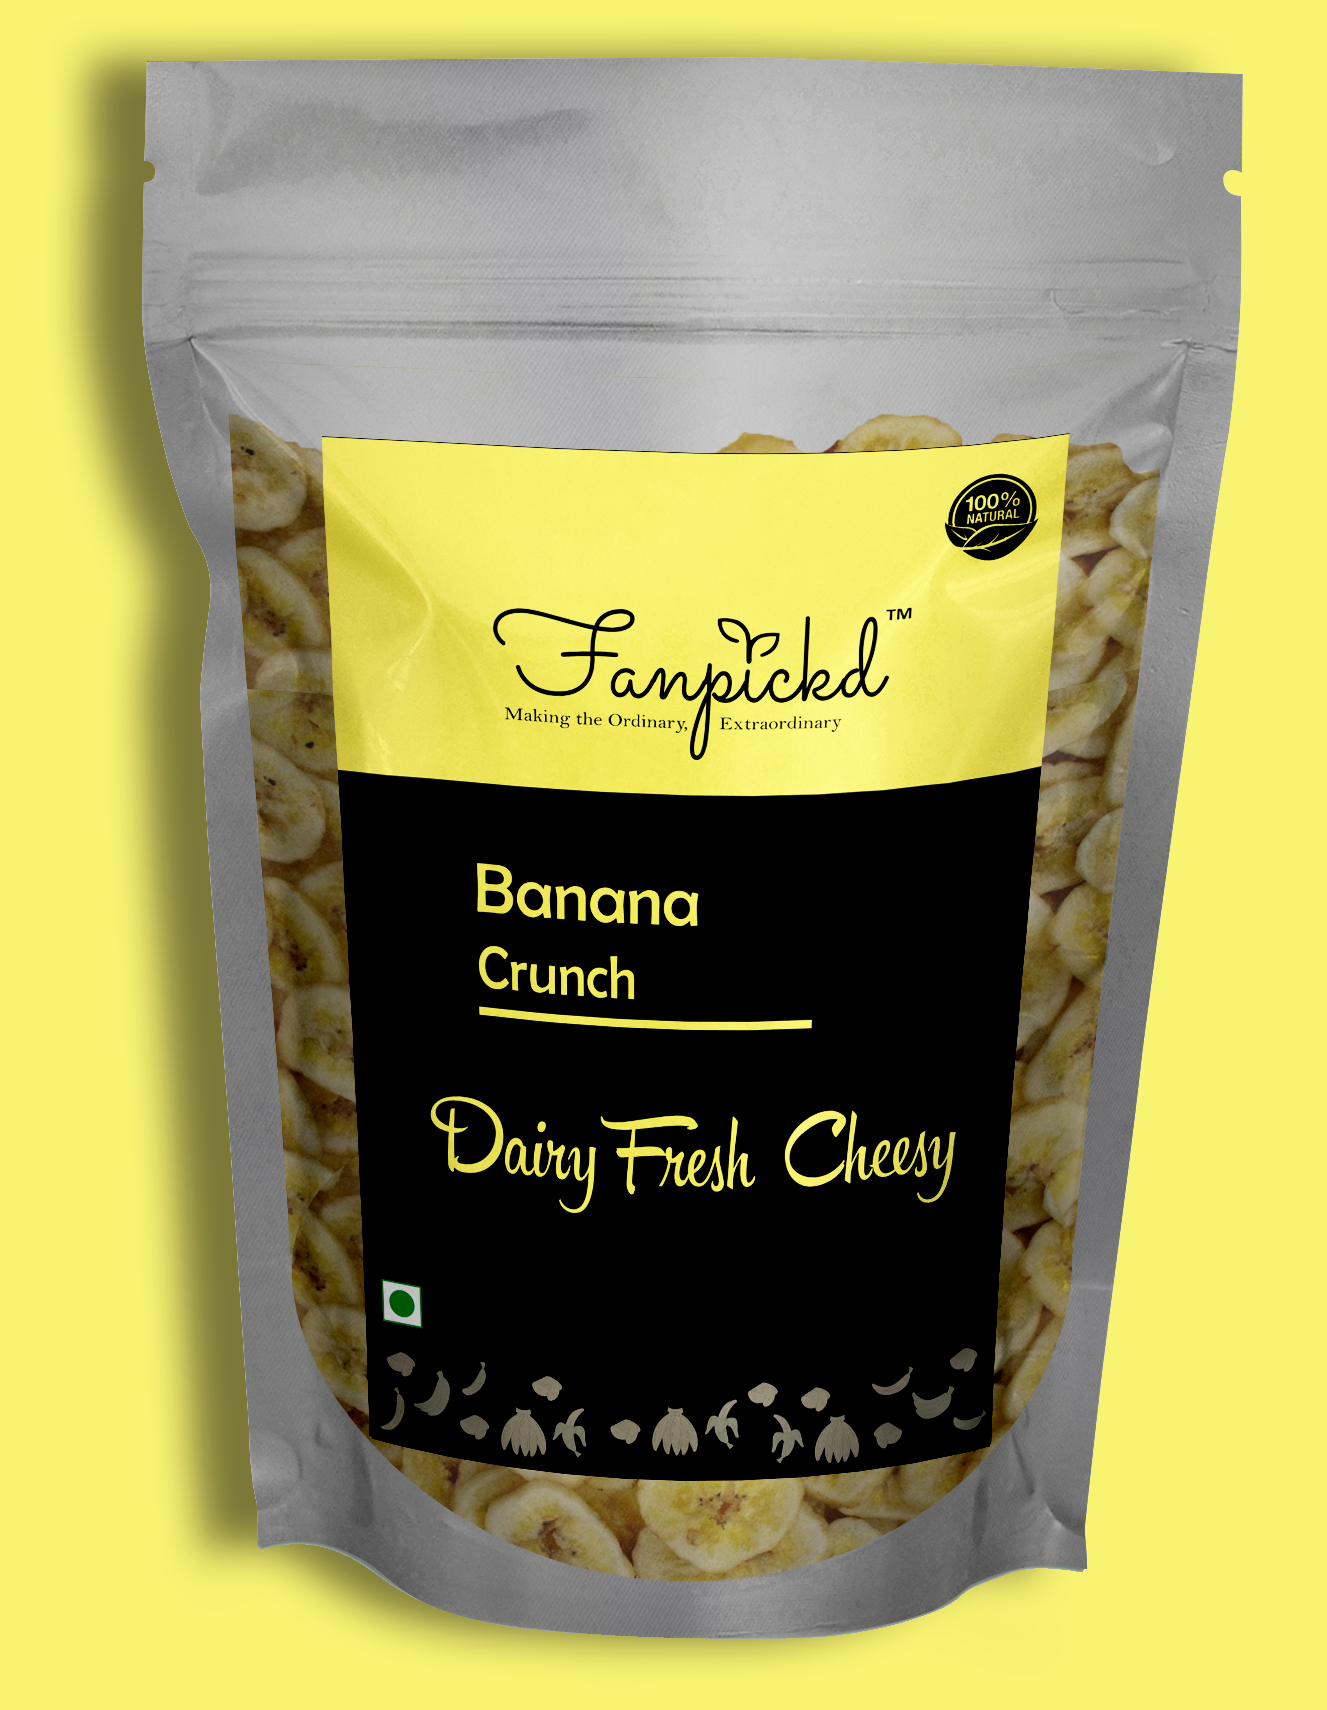 100%
NATURAL
Fanpickd™
Making the Ordinary, Extraordinary
Banana
Crunch
Dairy Fresh Cheesy